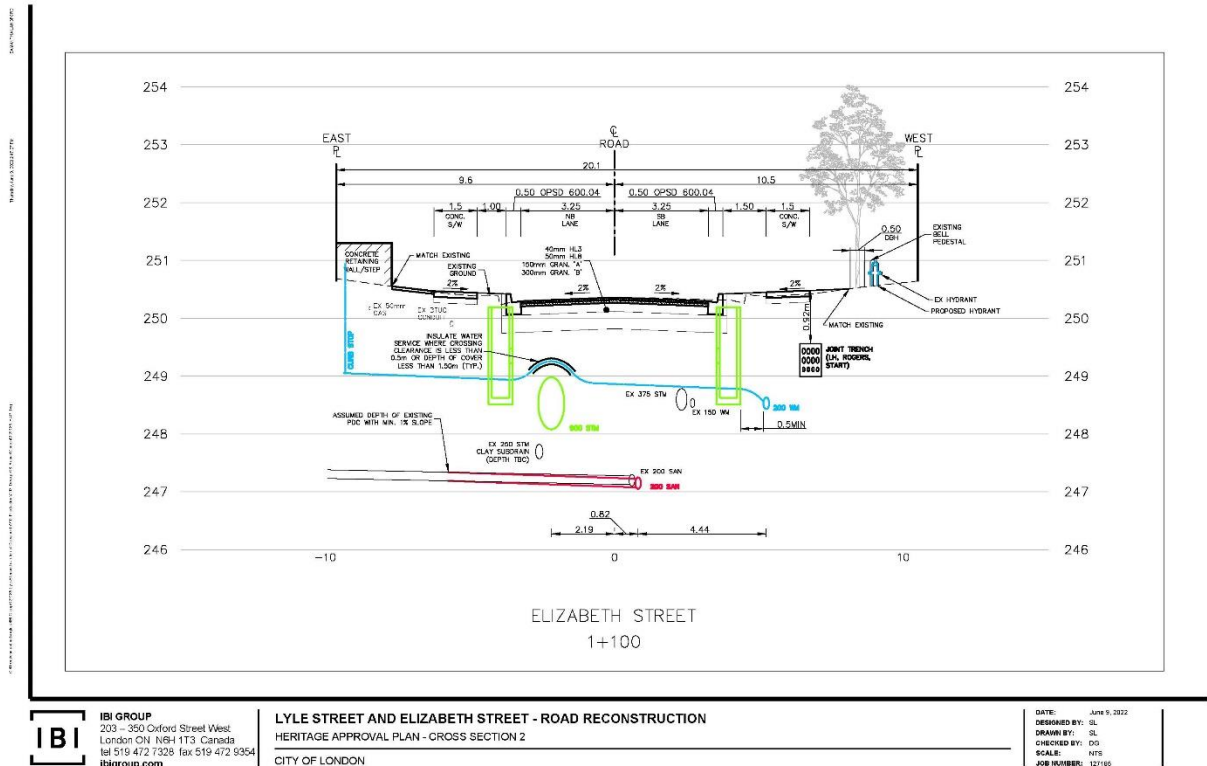 254
254
253
253
252
252
251
251
250
250
249
249
248
248
247
247
246
246
EAST
PL
CL
ROAD
WEST
PL
20.1
9.6
10.5
0.50 OPSD 600.04
0.50 OPSD 600.04
1.5
1.00
3.25
3.25
1.50
1.5
CONC.
S/W
NB
LANE
SB
LANE
CONC.
S/W
0.50
DBH
EXISTING
BELL
PEDESTAL
CONCRETE
RETAINING
WALL/STEP
MATCH EXISTING
EXISTING
GROUND
40mm HL3
50mm HL8
150mm GRAN. "A"
300mm GRAN. 'B'
2%
2%
2%
2%
EX HYDRANT
PROPOSED HYDRANT
MATCH EXISTING
EX 50mm
GAS
CURB STOP
INSULATE WATER
SERVICE WHERE CROSSING
CLEARANCE IS LESS THAN
0.5m OR DEPTH OF COVER
LESS THAN 1.50m (TYP.)
0.92m
JOINT TRENCH
(LH, ROGERS,
START)
EX 375 STM
EX 150 WM
200 WM
0.5MIN
STM
ASSUMED DEPTH OF EXISTING
PDC WITH MIN. 1% SLOPE
EX 250 STM
CLAY SUBDRAIN
(DEPTH TBC)
EX 200 SAN
200 SAN
0.82
2.19
4.44
-10
0
10
ELIZABETH STREET
1+100
IBI
IBI GROUP
203 – 350 Oxford Street West
London ON N6H 1T3 Canada
tel 519 472 7328 fax 519 472 9354
ibigroup.com
LYLE STREET AND ELIZABETH STREET - ROAD RECONSTRUCTION
HERITAGE APPROVAL PLAN - CROSS SECTION 2
CITY OF LONDON
DATE: June 9, 2022
DESIGNED BY: SL
DRAWN BY: SL
CHECKED BY: DG
SCALE: NTS
JOB NUMBER: